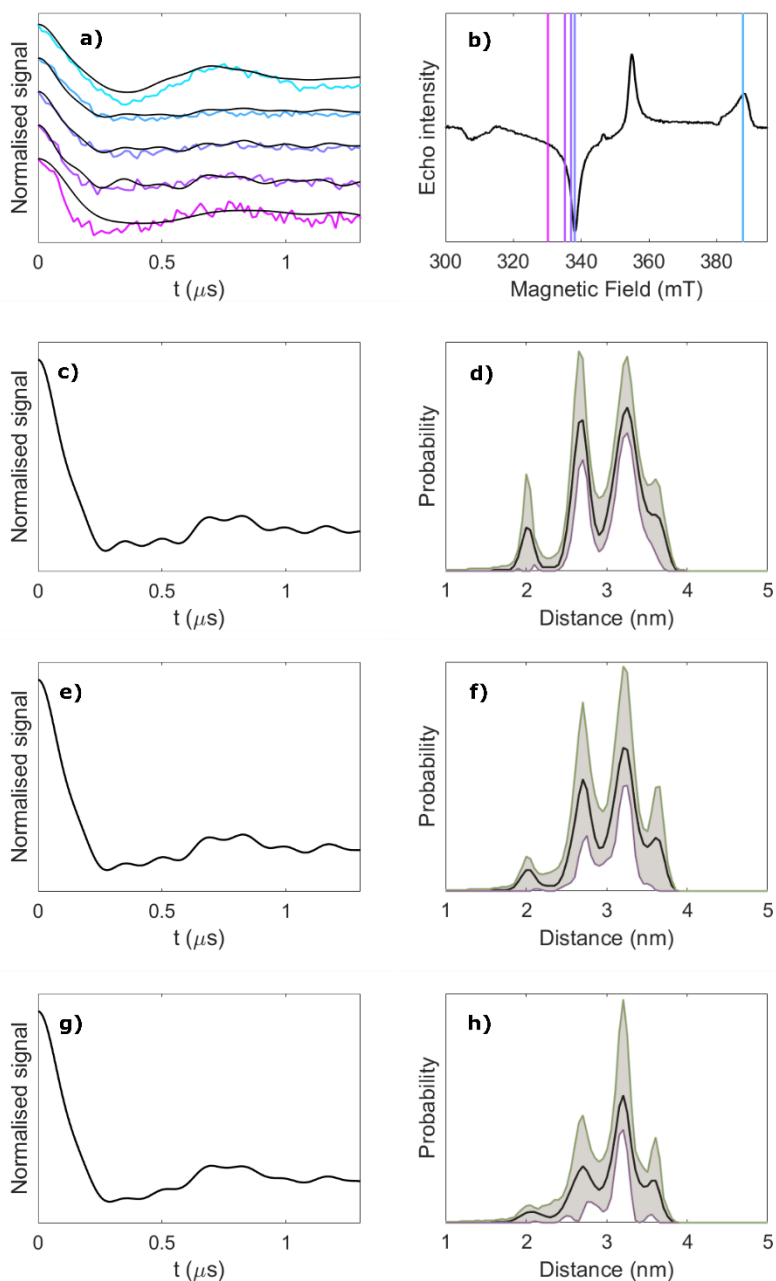 a)
Normalised signal
0
0.5
1
t (μs)
b)
Echo intensity
300
320
340
360
380
Magnetic Field (mT)
c)
Normalised signal
0
0.5
1
t (μs)
d)
Probability
1
2
3
4
5
Distance (nm)
e)
Normalised signal
0
0.5
1
t (μs)
f)
Probability
1
2
3
4
5
Distance (nm)
g)
Normalised signal
0
0.5
1
t (μs)
h)
Probability
1
2
3
4
5
Distance (nm)